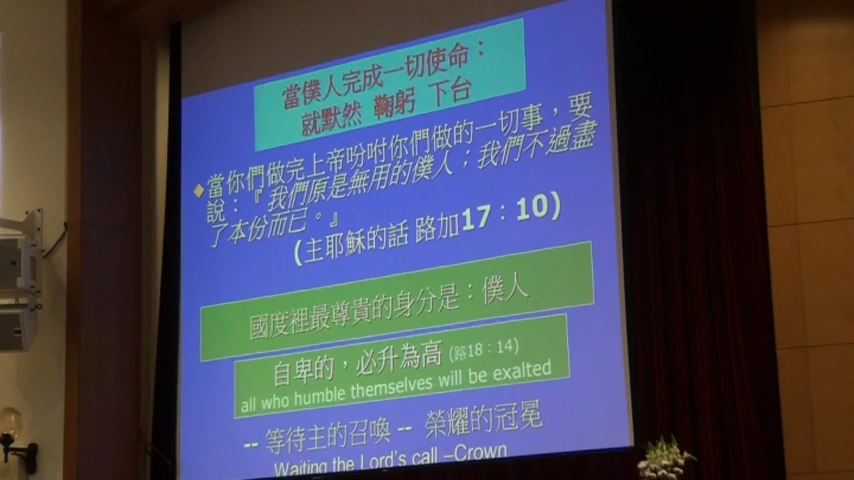 當僕人完成一切使命：
就默然 鞠躬 下台
當你們做完上帝吩咐你們做的一切事，要
說：『我們原是無用的僕人；我們不過盡
了本份而已。』
(主耶穌的話 路加17：10)
國度裡最尊貴的身分是：僕人
自卑的，必升為高 (路18：14)
all who humble themselves will be exalted
-- 等待主的召喚 -- 榮耀的冠冕
Waiting the Lord's call –Crown